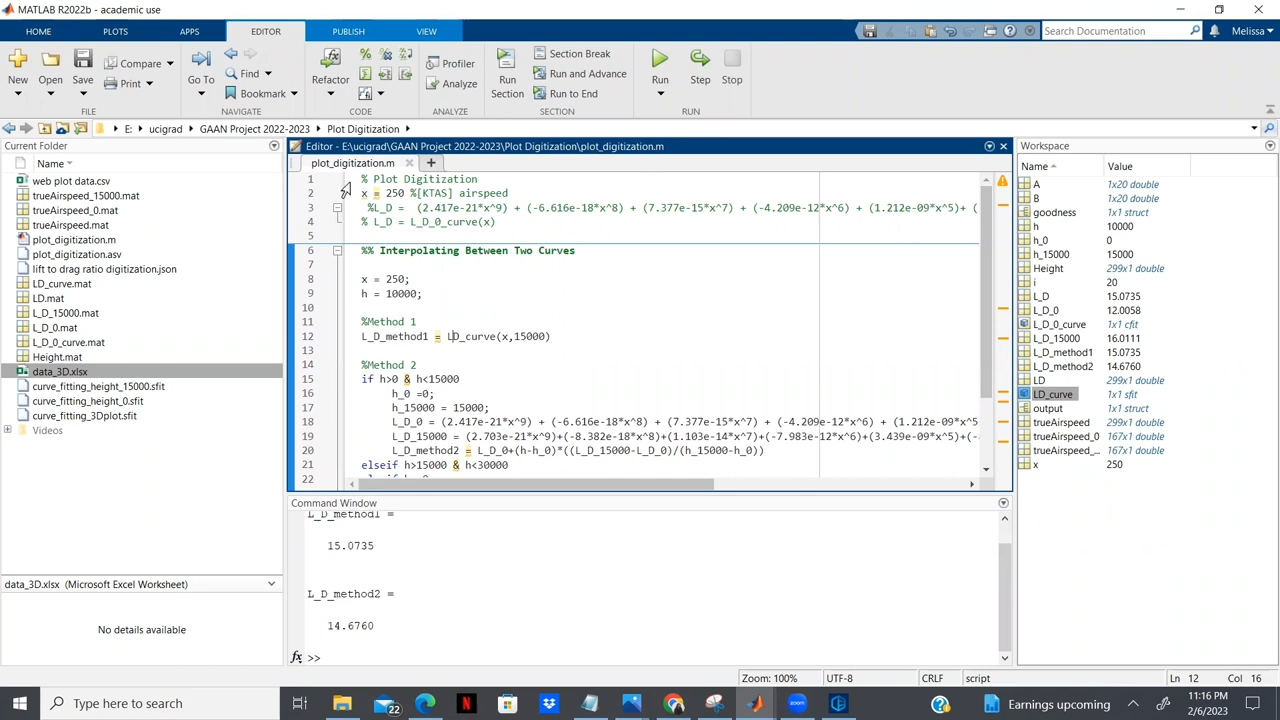 MATLAB R2022b - academic use
HOME PLOTS APPS EDITOR PUBLISH VIEW Search Documentation Melissa
New Open Save Compare Print Go To Find Bookmark Refactor Profiler Analyze Run Section Section Break Run and Advance Run to End Run Step Stop
FILE NAVIGATE CODE ANALYZE SECTION RUN
E: ucigrad GAAN Project 2022-2023 Plot Digitization
Current Folder
Name
web plot data.csv
trueAirspeed_15000.mat
trueAirspeed_0.mat
trueAirspeed.mat
plot_digitization.m
plot_digitization.asv
lift to drag ratio digitization.json
LD_curve.mat
LD.mat
L_D_15000.mat
L_D_0.mat
L_D_0_curve.mat
Height.mat
data_3D.xlsx
curve_fitting_height_15000.sfit
curve_fitting_height_0.sfit
curve_fitting_3Dplot.sfit
Videos
data_3D.xlsx (Microsoft Excel Worksheet)
No details available
Editor - E:\ucigrad\GAAN Project 2022-2023\Plot Digitization\plot_digitization.m
plot_digitization.m
1 % Plot Digitization
2 x = 250 %[KTAS] airspeed
3 %L_D = (2.417e-21*x^9) + (-6.616e-18*x^8) + (7.377e-15*x^7) + (-4.209e-12*x^6) + (1.212e-09*x^5)+ (
4 % L_D = L_D_0_curve(x)
5
6 %% Interpolating Between Two Curves
7
8 x = 250;
9 h = 10000;
10
11 %Method 1
12 L_D_method1 = LD_curve(x,15000)
13
14 %Method 2
15 if h>0 & h<15000
16 h_0 =0;
17 h_15000 = 15000;
18 L_D_0 = (2.417e-21*x^9) + (-6.616e-18*x^8) + (7.377e-15*x^7) + (-4.209e-12*x^6) + (1.212e-09*x^5
19 L_D_15000 = (2.703e-21*x^9)+(-8.382e-18*x^8)+(1.103e-14*x^7)+(-7.983e-12*x^6)+(3.439e-09*x^5)+(-
20 L_D_method2 = L_D_0+(h-h_0)*((L_D_15000-L_D_0)/(h_15000-h_0))
21 elseif h>15000 & h<30000
22
Command Window
L_D_method1 =
15.0735
L_D_method2 =
14.6760
fx >>
Workspace
Name Value
A 1x20 double
B 1x20 double
goodness 1x1 struct
h 10000
h_0 0
h_15000 15000
Height 299x1 double
i 20
L_D 15.0735
L_D_0 12.0058
L_D_0_curve 1x1 cfit
L_D_15000 16.0111
L_D_method1 15.0735
L_D_method2 14.6760
LD 299x1 double
LD_curve 1x1 sfit
output 1x1 struct
trueAirspeed 299x1 double
trueAirspeed_0 167x1 double
trueAirspeed_... 167x1 double
x 250
Zoom: 100% UTF-8 CRLF script Ln 12 Col 16
Type here to search
22
zoom
Earnings upcoming
11:16 PM
2/6/2023